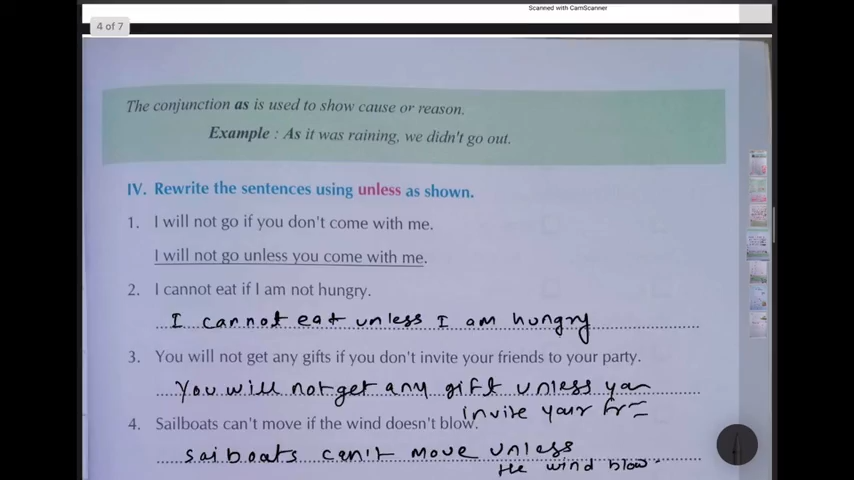 Scanned with CamScanner
4 of 7
The conjunction as is used to show cause or reason.
Example : As it was raining, we didn't go out.
IV. Rewrite the sentences using unless as shown.
1. I will not go if you don't come with me.
I will not go unless you come with me.
2. I cannot eat if I am not hungry.
I cannot eat unless I am hungry
3. You will not get any gifts if you don't invite your friends to your party.
You will not get any gift unless you
invite your fr
4. Sailboats can't move if the wind doesn't blow.
saiboats can't move unless
the wind blow.